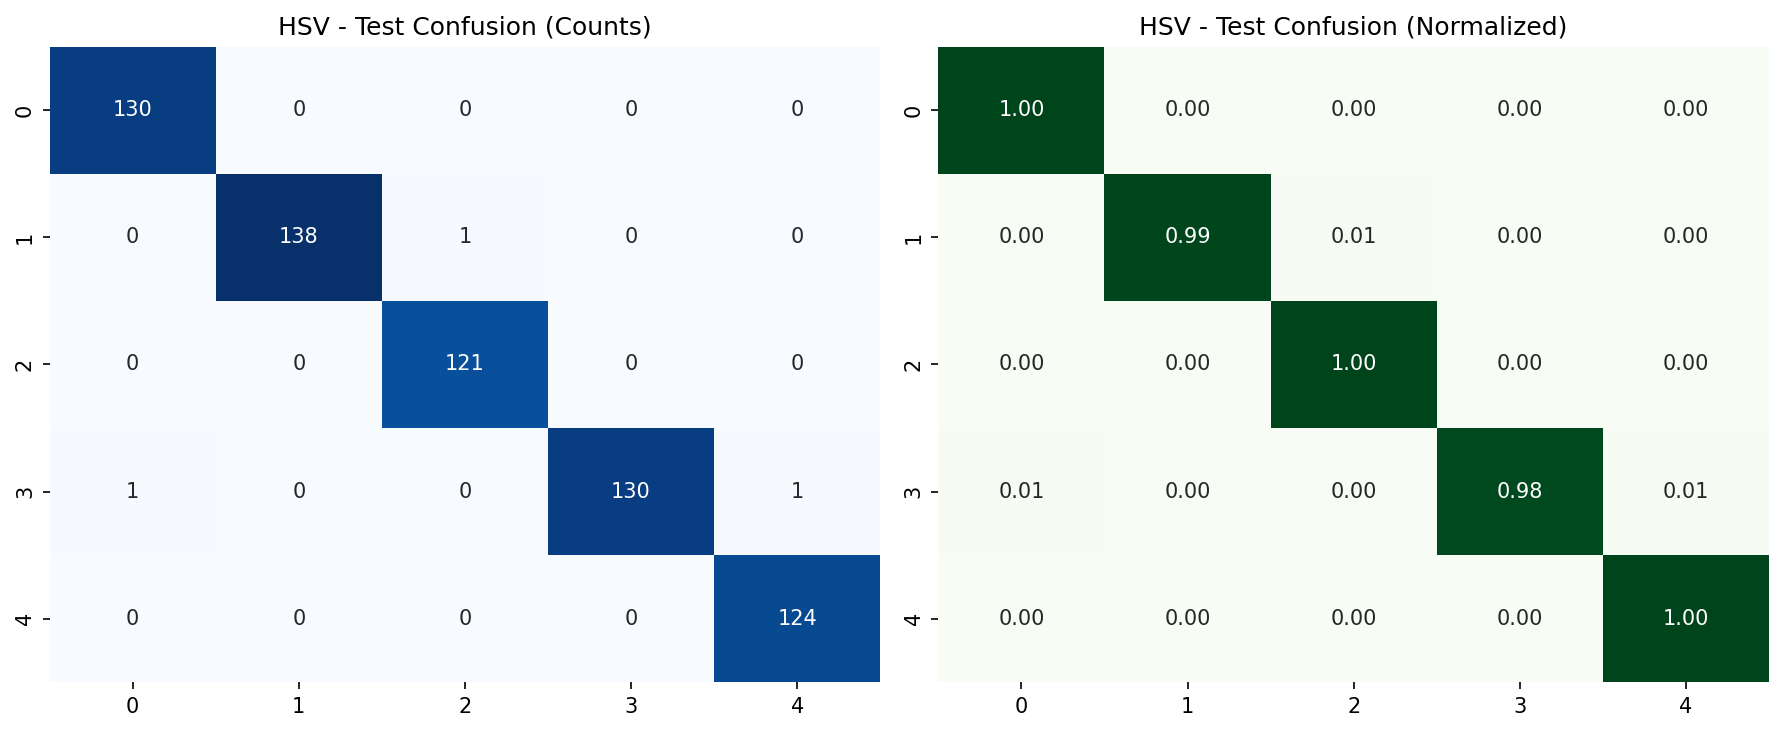 HSV - Test Confusion (Counts)
0 130 0 0 0 0
1 0 138 1 0 0
2 0 0 121 0 0
3 1 0 0 130 1
4 0 0 0 0 124
0 1 2 3 4
HSV - Test Confusion (Normalized)
0 1.00 0.00 0.00 0.00 0.00
1 0.00 0.99 0.01 0.00 0.00
2 0.00 0.00 1.00 0.00 0.00
3 0.01 0.00 0.00 0.98 0.01
4 0.00 0.00 0.00 0.00 1.00
0 1 2 3 4